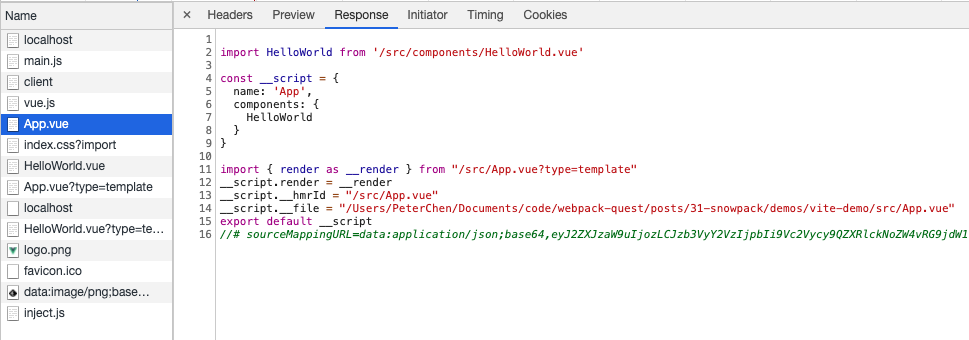 Name
localhost
main.js
client
vue.js
App.vue
index.css?import
HelloWorld.vue
App.vue?type=template
localhost
HelloWorld.vue?type=te...
logo.png
favicon.ico
data:image/png;base...
inject.js
× Headers Preview Response Initiator Timing Cookies
1
2 import HelloWorld from '/src/components/HelloWorld.vue'
3
4 const __script = {
5 name: 'App',
6 components: {
7 HelloWorld
8 }
9 }
10
11 import { render as __render } from "/src/App.vue?type=template"
12 __script.render = __render
13 __script.__hmrId = "/src/App.vue"
14 __script.__file = "/Users/PeterChen/Documents/code/webpack-quest/posts/31-snowpack/demos/vite-demo/src/App.vue"
15 export default __script
16 //# sourceMappingURL=data:application/json;base64,eyJ2ZXJzaW9uIjozLCJzb3VyY2VzIjpbIi9Vc2Vycy9QZXRlckNoZW4vRG9jdW1